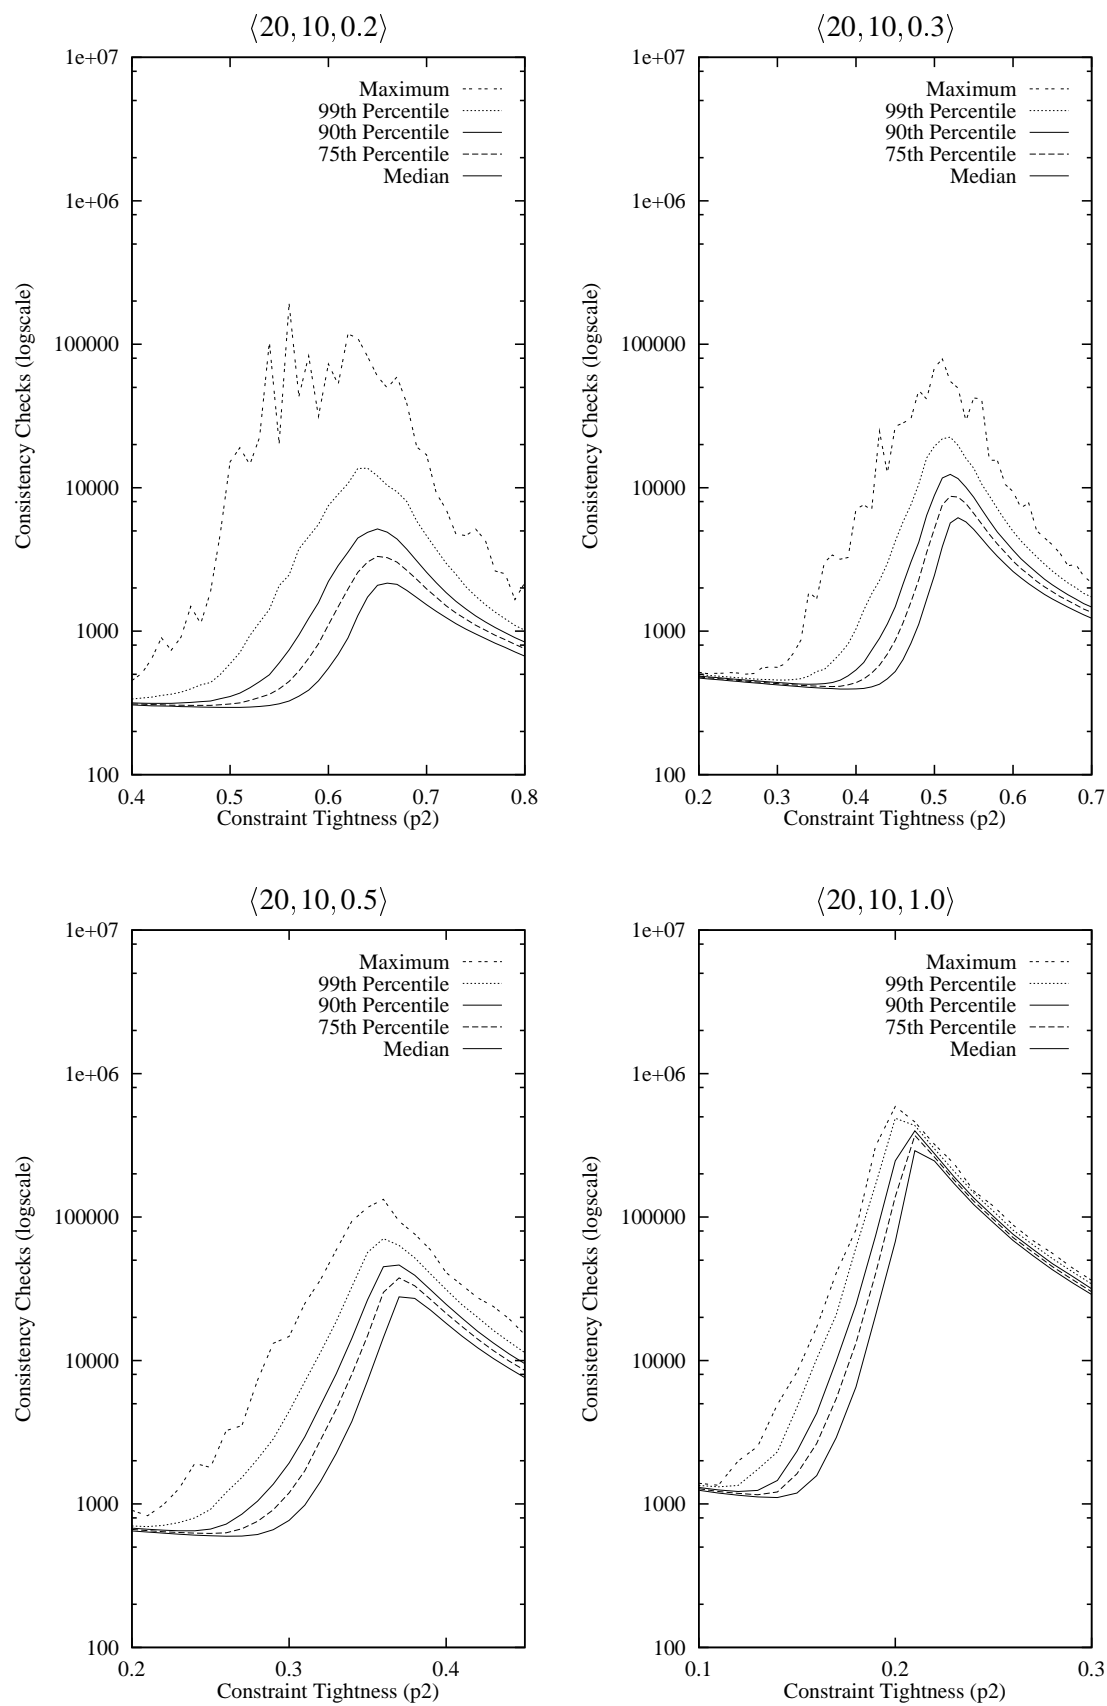 ⟨20,10,0.2⟩
1e+07
1e+06
100000
10000
1000
100
Consistency Checks (logscale)
Maximum
99th Percentile
90th Percentile
75th Percentile
Median
0.4 0.5 0.6 0.7 0.8
Constraint Tightness (p2)
⟨20,10,0.3⟩
1e+07
1e+06
100000
10000
1000
100
Consistency Checks (logscale)
Maximum
99th Percentile
90th Percentile
75th Percentile
Median
0.2 0.3 0.4 0.5 0.6 0.7
Constraint Tightness (p2)
⟨20,10,0.5⟩
1e+07
1e+06
100000
10000
1000
100
Consistency Checks (logscale)
Maximum
99th Percentile
90th Percentile
75th Percentile
Median
0.2 0.3 0.4
Constraint Tightness (p2)
⟨20,10,1.0⟩
1e+07
1e+06
100000
10000
1000
100
Consistency Checks (logscale)
Maximum
99th Percentile
90th Percentile
75th Percentile
Median
0.1 0.2 0.3
Constraint Tightness (p2)